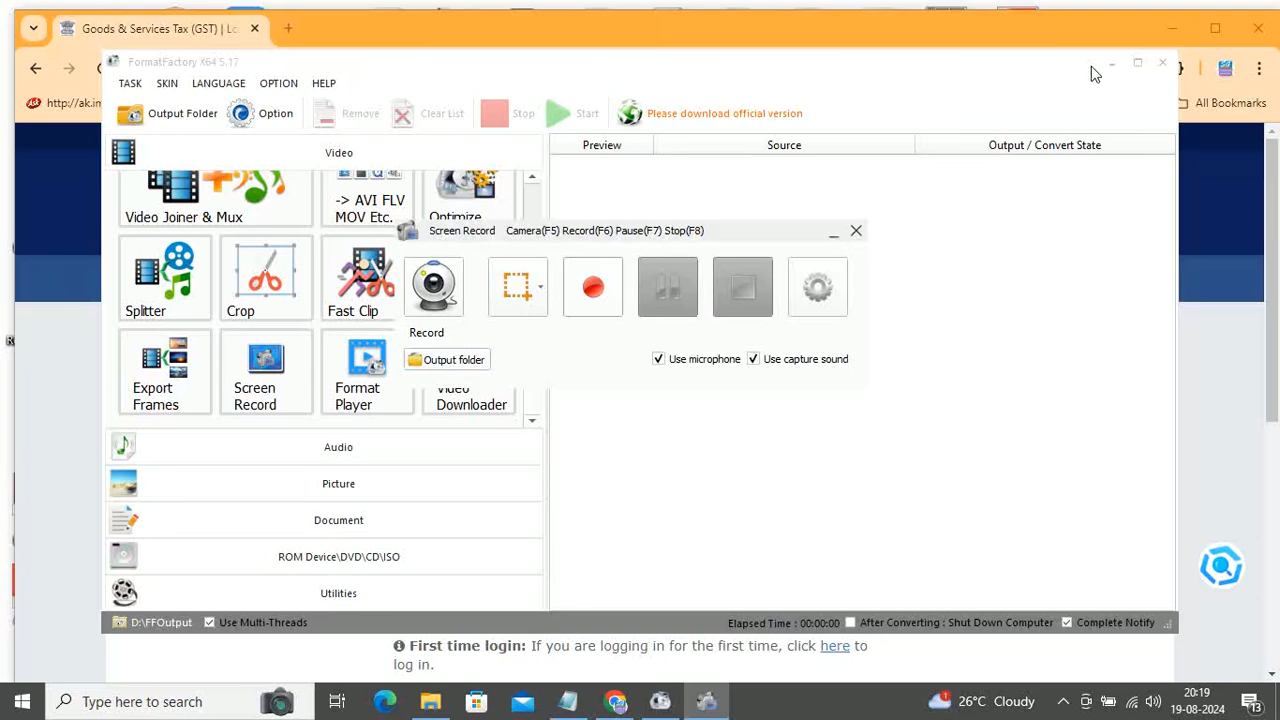 Goods & Services Tax (GST) | Lo
http://ak.im
All Bookmarks
FormatFactory X64 5.17
TASK SKIN LANGUAGE OPTION HELP
Output Folder Option Remove Clear List Stop Start Please download official version
Video
Preview Source Output / Convert State
Video Joiner & Mux
-> AVI FLV MOV Etc.
Optimize
Screen Record Camera(F5) Record(F6) Pause(F7) Stop(F8)
Splitter Crop Fast Clip
Record
Output folder Use microphone Use capture sound
Export Frames
Screen Record
Format Player
Video Downloader
Audio
Picture
Document
ROM Device\DVD\CD\ISO
Utilities
D:\FFOutput Use Multi-Threads Elapsed Time : 00:00:00 After Converting : Shut Down Computer Complete Notify
First time login: If you are logging in for the first time, click here to
log in.
Type here to search
26°C Cloudy
20:19
19-08-2024
13